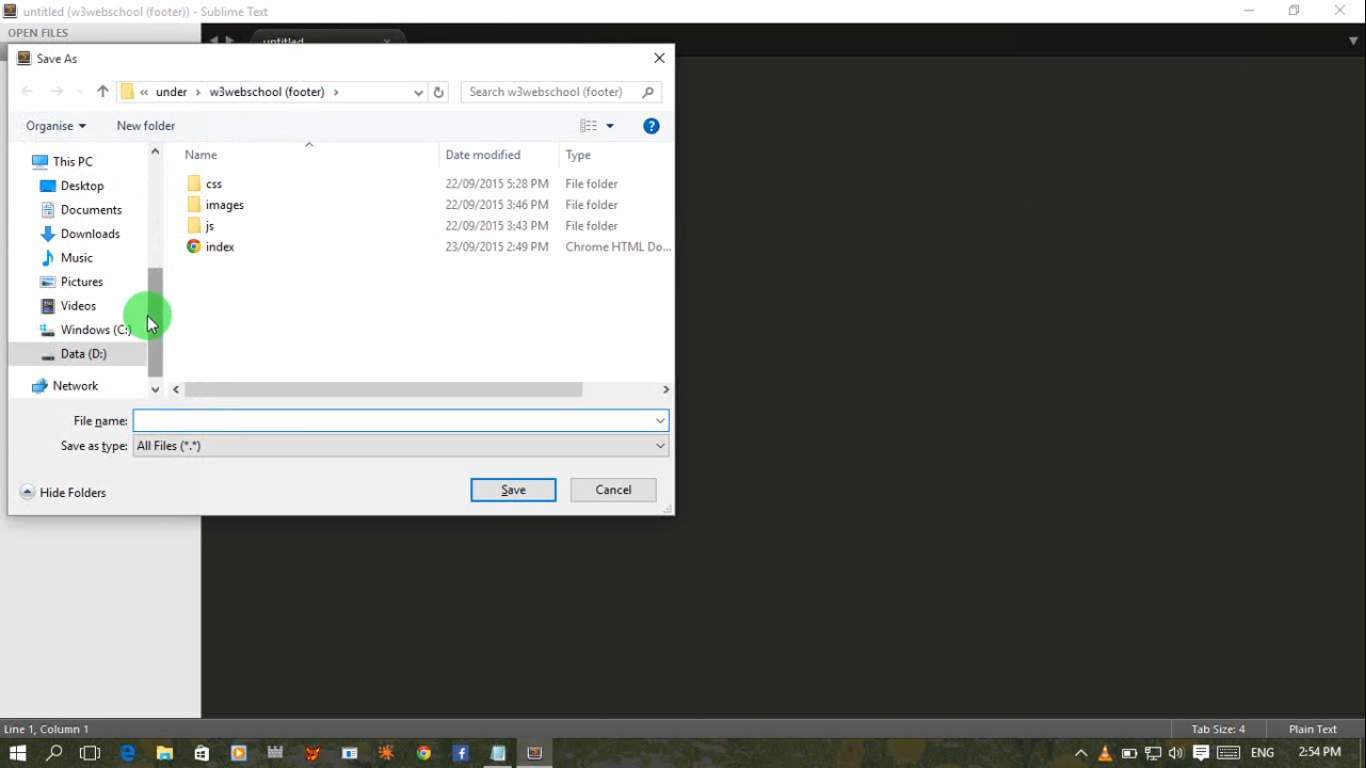 untitled (w3webschool (footer)) - Sublime Text
OPEN FILES
untitled
Save As
« under › w3webschool (footer) ›
Search w3webschool (footer)
Organise
New folder
Name Date modified Type
This PC
Desktop
Documents
Downloads
Music
Pictures
Videos
Windows (C:)
Data (D:)
Network
css 22/09/2015 5:28 PM File folder
images 22/09/2015 3:46 PM File folder
js 22/09/2015 3:43 PM File folder
index 23/09/2015 2:49 PM Chrome HTML Do...
File name:
Save as type: All Files (*.*)
Hide Folders
Save
Cancel
Line 1, Column 1
Tab Size: 4
Plain Text
ENG
2:54 PM